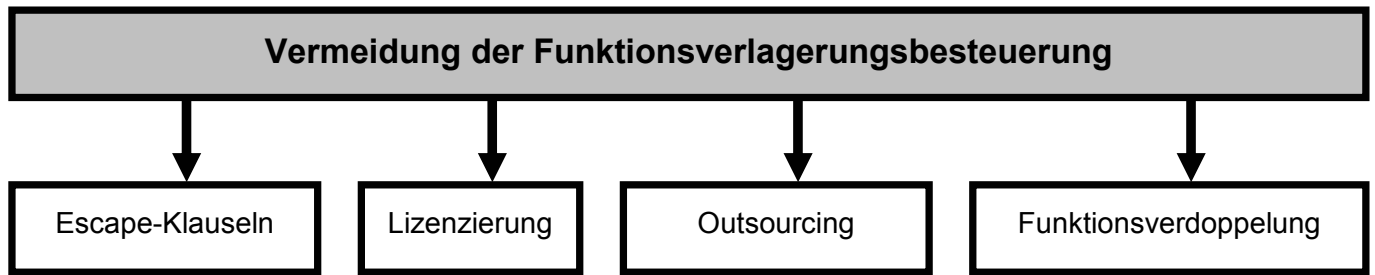 Vermeidung der Funktionsverlagerungsbesteuerung
Escape-Klauseln
Lizenzierung
Outsourcing
Funktionsverdoppelung